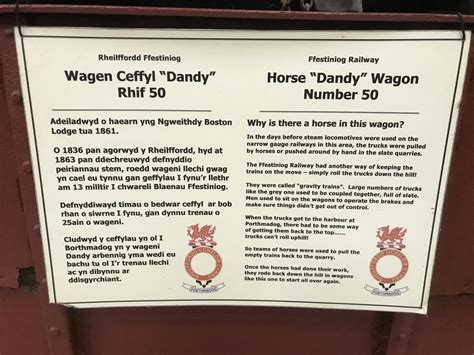 Rheilffordd Ffestiniog
Wagen Ceffyl “Dandy”
Rhif 50
Adeiladwyd o haearn yng Ngweithdy Boston
Lodge tua 1861.
O 1836 pan agorwyd y Rheilffordd, hyd at
1863 pan ddechreuwyd defnyddio
peiriannau stem, roedd wageni llechi gwag
yn cael eu tynnu gan geffylau i fyny'r llethr
am 13 milltir i chwareli Blaenau Ffestiniog.
Defnyddiwyd timau o bedwar ceffyl ar bob
rhan o siwrne i fynu, gan dynnu trenau o
25ain o wageni.
Cludwyd y cefhylau yn ol i
Borthmadog yn y wageni
Dandy arbennig yma wedi eu
bachu tu ol i'r trenau llechi
ac yn dibynnu ar
ddisgyrchiant.
PORTHMADOG
Ffestiniog Railway
Horse “Dandy” Wagon
Number 50
Why is there a horse in this wagon?
In the days before steam locomotives were used on the
narrow gauge railways in this area, the trucks were pulled
by horses or pushed around by hand in the slate quarries.
The Ffestiniog Railway had another way of keeping the
trains on the move – simply roll the trucks down the hill!
They were called “gravity trains”. Large numbers of trucks
like the grey one to be used coupled together, full of slate.
Men used to sit on the wagons to operate the brakes and
make sure things didn't get out of control.
When the trucks got to the harbour at
Porthmadog, there had to be some way
of getting them back to the top......
trucks can't roll uphill!
So teams of horses were used to pull the
empty trains back to the quarry.
Once the horses had done their work,
they rode back down the hill in wagons
like this one to start all over again.
PORTHMADOG